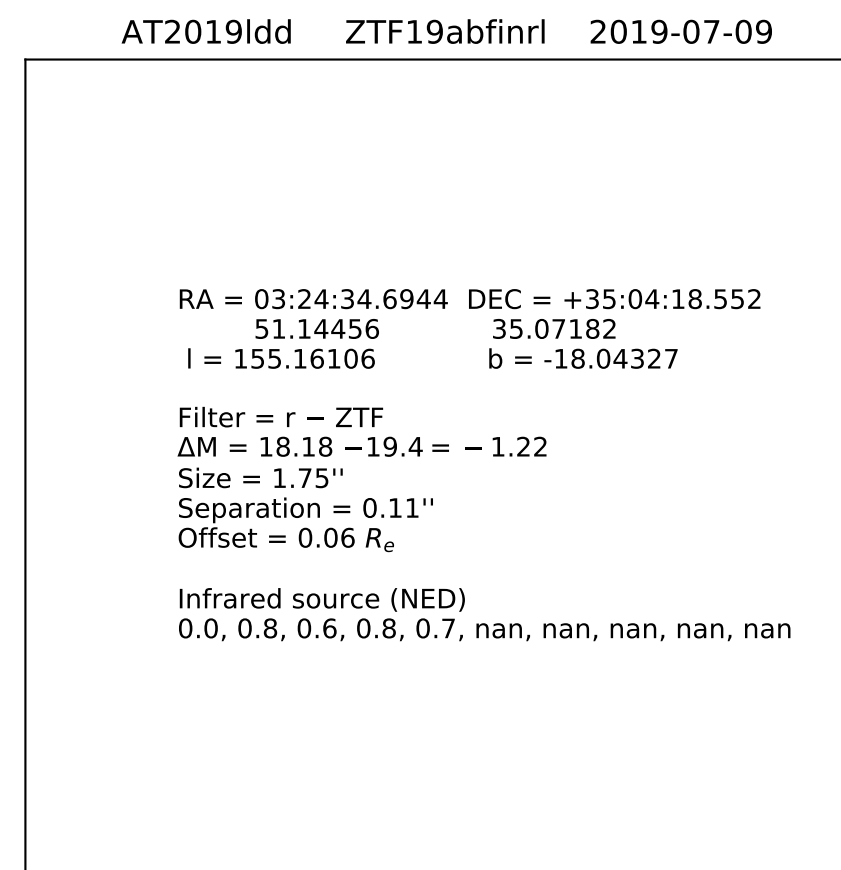 AT2019ldd ZTF19abfinrl 2019-07-09
RA = 03:24:34.6944 DEC = +35:04:18.552
51.14456 35.07182
l = 155.16106 b = -18.04327
Filter = r − ZTF
ΔM = 18.18 −19.4 = − 1.22
Size = 1.75''
Separation = 0.11''
Offset = 0.06 Re
Infrared source (NED)
0.0, 0.8, 0.6, 0.8, 0.7, nan, nan, nan, nan, nan